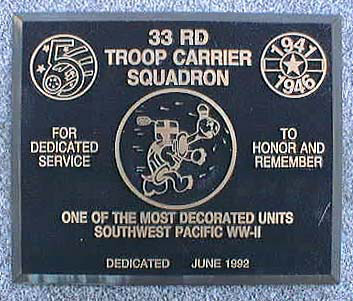 33 RD
TROOP CARRIER
SQUADRON
5
1941
1946
FOR
DEDICATED
SERVICE
TO
HONOR AND
REMEMBER
ONE OF THE MOST DECORATED UNITS
SOUTHWEST PACIFIC WW-II
DEDICATED JUNE 1992